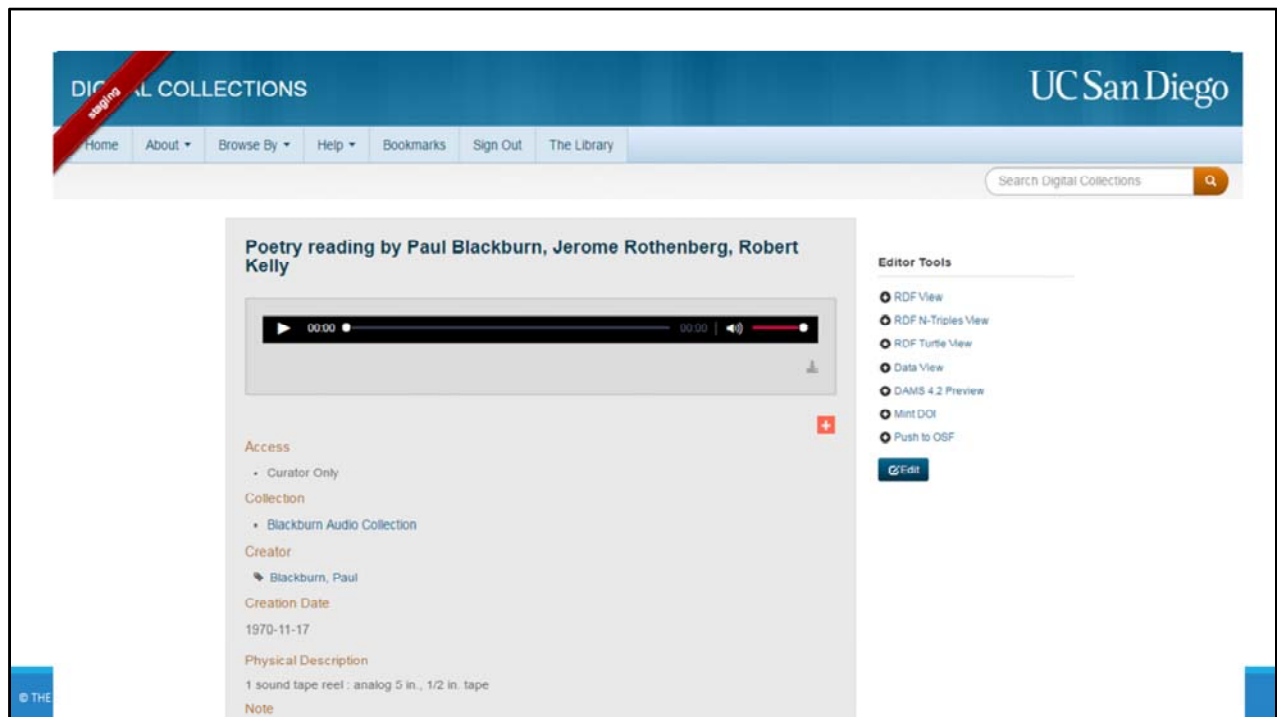 DIGITAL COLLECTIONS
UC San Diego
staging
Home About Browse By Help Bookmarks Sign Out The Library
Search Digital Collections
Poetry reading by Paul Blackburn, Jerome Rothenberg, Robert
Kelly
00:00 00:00
Access
• Curator Only
Collection
• Blackburn Audio Collection
Creator
Blackburn, Paul
Creation Date
1970-11-17
Physical Description
1 sound tape reel : analog 5 in., 1/2 in. tape
Note
Editor Tools
RDF View
RDF N-Triples View
RDF Turtle View
Data View
DAMS 4.2 Preview
Mint DOI
Push to OSF
Edit
© THE